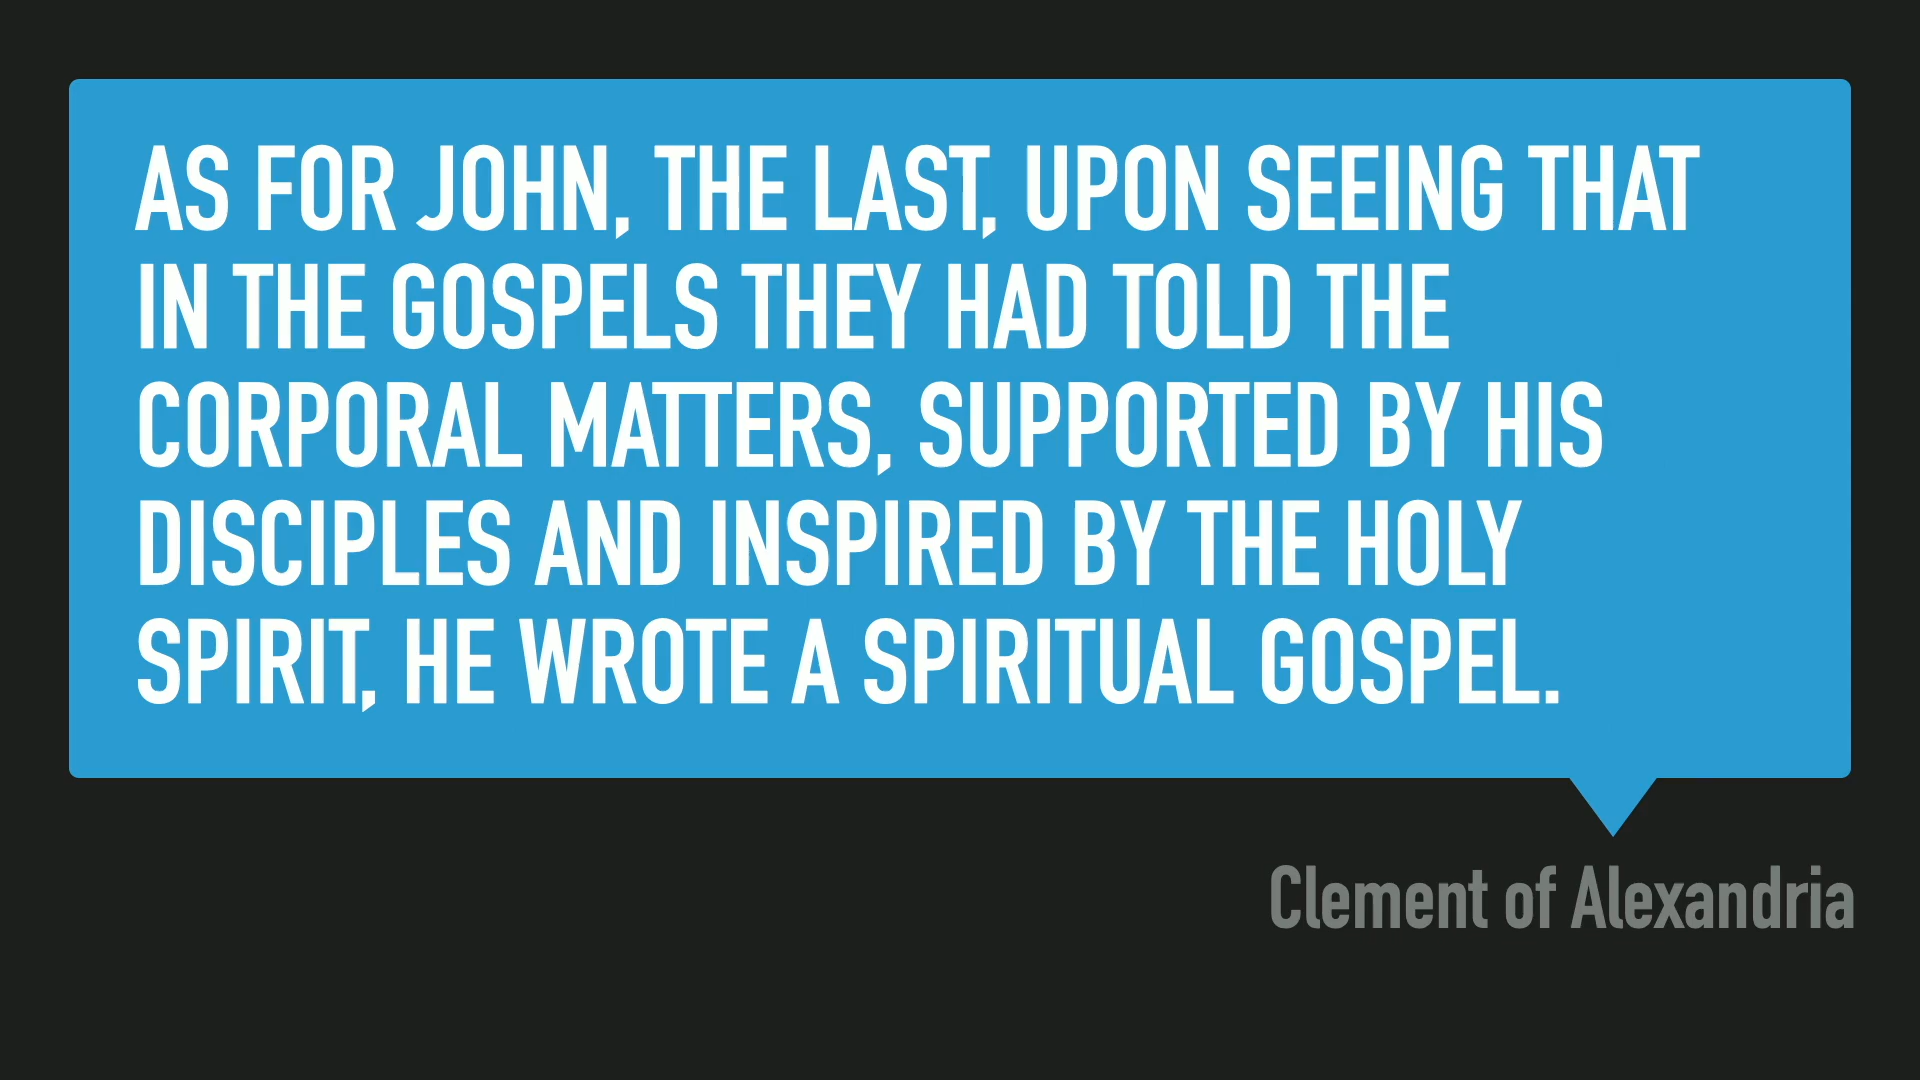 AS FOR JOHN, THE LAST, UPON SEEING THAT
IN THE GOSPELS THEY HAD TOLD THE
CORPORAL MATTERS, SUPPORTED BY HIS
DISCIPLES AND INSPIRED BY THE HOLY
SPIRIT, HE WROTE A SPIRITUAL GOSPEL.
Clement of Alexandria